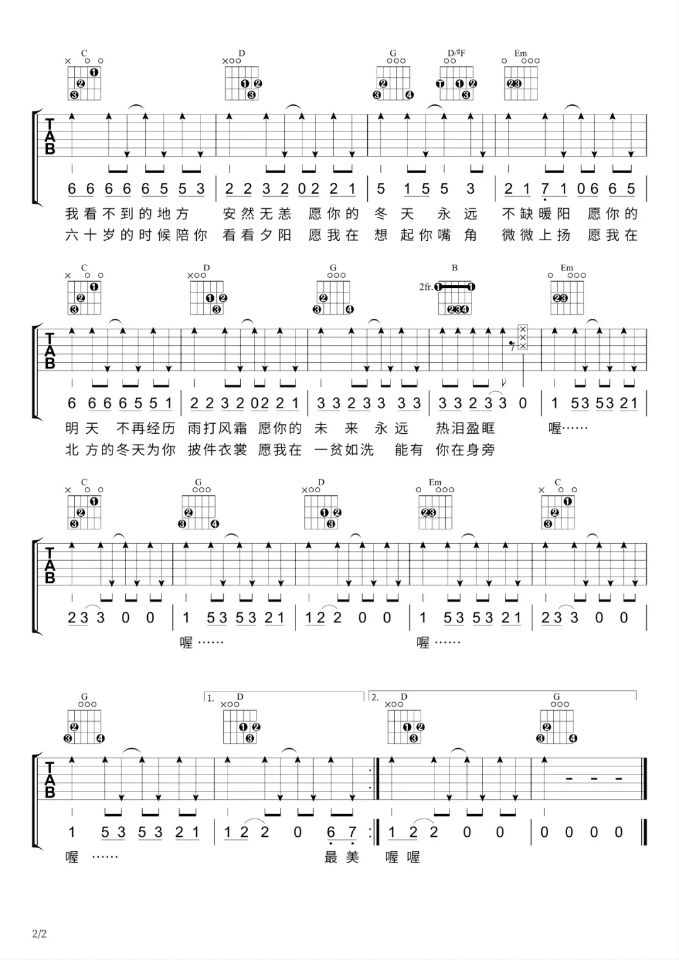 C D G D/♯F Em
T A B
6 6 6 6 6 5 5 3 2 2 3 2 0 2 2 1 5 1 5 5 3 2 1 7 1 0 6 6 5
我看不到的地方 安然无恙 愿你的 冬天 永远 不缺暖阳 愿你的
六十岁的时候陪你 看看夕阳 愿我在 想起你嘴角 微微上扬 愿我在
C D G B Em
2fr.
T A B
6 6 6 6 6 5 5 1 2 2 3 2 0 2 2 1 3 3 2 3 3 3 3 3 3 2 3 3 0 1 5 3 5 3 2 1
明天 不再经历 雨打风霜 愿你的 未来 永远 热泪盈眶 喔……
北方的冬天为你 披件衣裳 愿我在 一贫如洗 能有 你在身旁
C G D Em C
T A B
2 3 3 0 0 1 5 3 5 3 2 1 1 2 2 0 0 1 5 3 5 3 2 1 2 3 3 0 0
喔…… 喔……
G 1. D 2. D G
T A B
1 5 3 5 3 2 1 1 2 2 0 6 7 1 2 2 0 0 0 0 0 0
喔 …… 最美 喔喔
2/2